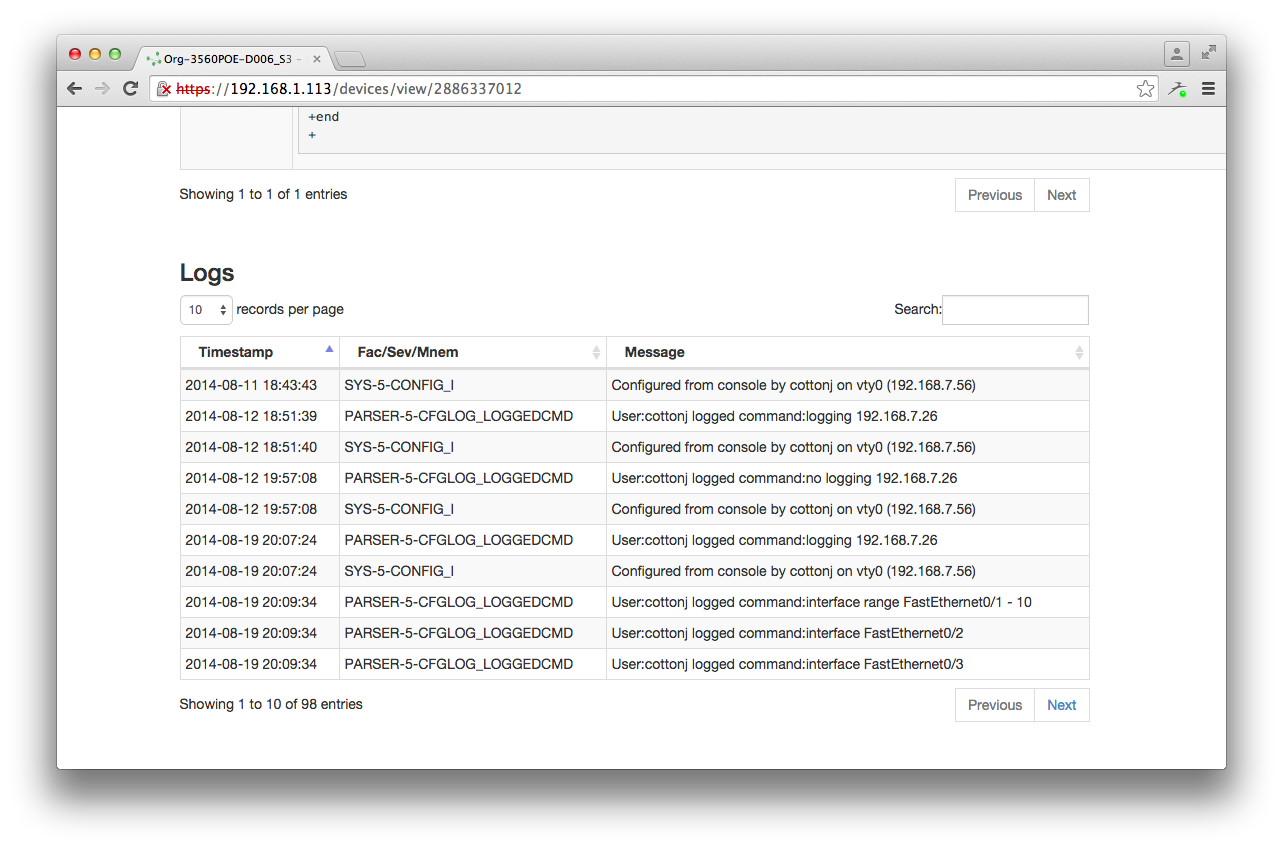 Org-3560POE-D006_S3 -
https://192.168.1.113/devices/view/2886337012
+end
+
Showing 1 to 1 of 1 entries
Previous Next
Logs
10 records per page
Search:
Timestamp Fac/Sev/Mnem Message
2014-08-11 18:43:43 SYS-5-CONFIG_I Configured from console by cottonj on vty0 (192.168.7.56)
2014-08-12 18:51:39 PARSER-5-CFGLOG_LOGGEDCMD User:cottonj logged command:logging 192.168.7.26
2014-08-12 18:51:40 SYS-5-CONFIG_I Configured from console by cottonj on vty0 (192.168.7.56)
2014-08-12 19:57:08 PARSER-5-CFGLOG_LOGGEDCMD User:cottonj logged command:no logging 192.168.7.26
2014-08-12 19:57:08 SYS-5-CONFIG_I Configured from console by cottonj on vty0 (192.168.7.56)
2014-08-19 20:07:24 PARSER-5-CFGLOG_LOGGEDCMD User:cottonj logged command:logging 192.168.7.26
2014-08-19 20:07:24 SYS-5-CONFIG_I Configured from console by cottonj on vty0 (192.168.7.56)
2014-08-19 20:09:34 PARSER-5-CFGLOG_LOGGEDCMD User:cottonj logged command:interface range FastEthernet0/1 - 10
2014-08-19 20:09:34 PARSER-5-CFGLOG_LOGGEDCMD User:cottonj logged command:interface FastEthernet0/2
2014-08-19 20:09:34 PARSER-5-CFGLOG_LOGGEDCMD User:cottonj logged command:interface FastEthernet0/3
Showing 1 to 10 of 98 entries
Previous Next